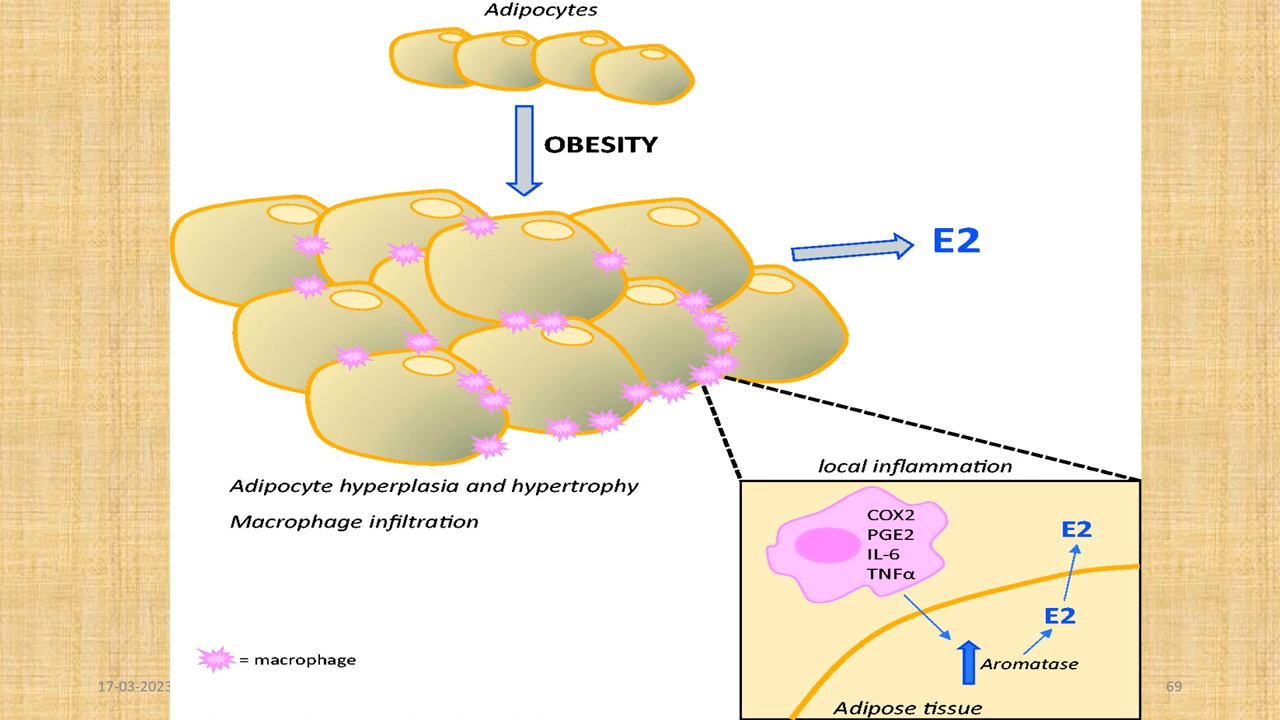 Adipocytes
OBESITY
E2
Adipocyte hyperplasia and hypertrophy
Macrophage infiltration
local inflammation
COX2
PGE2
IL-6
TNFα
E2
E2
Aromatase
Adipose tissue
= macrophage
17-03-2023
69